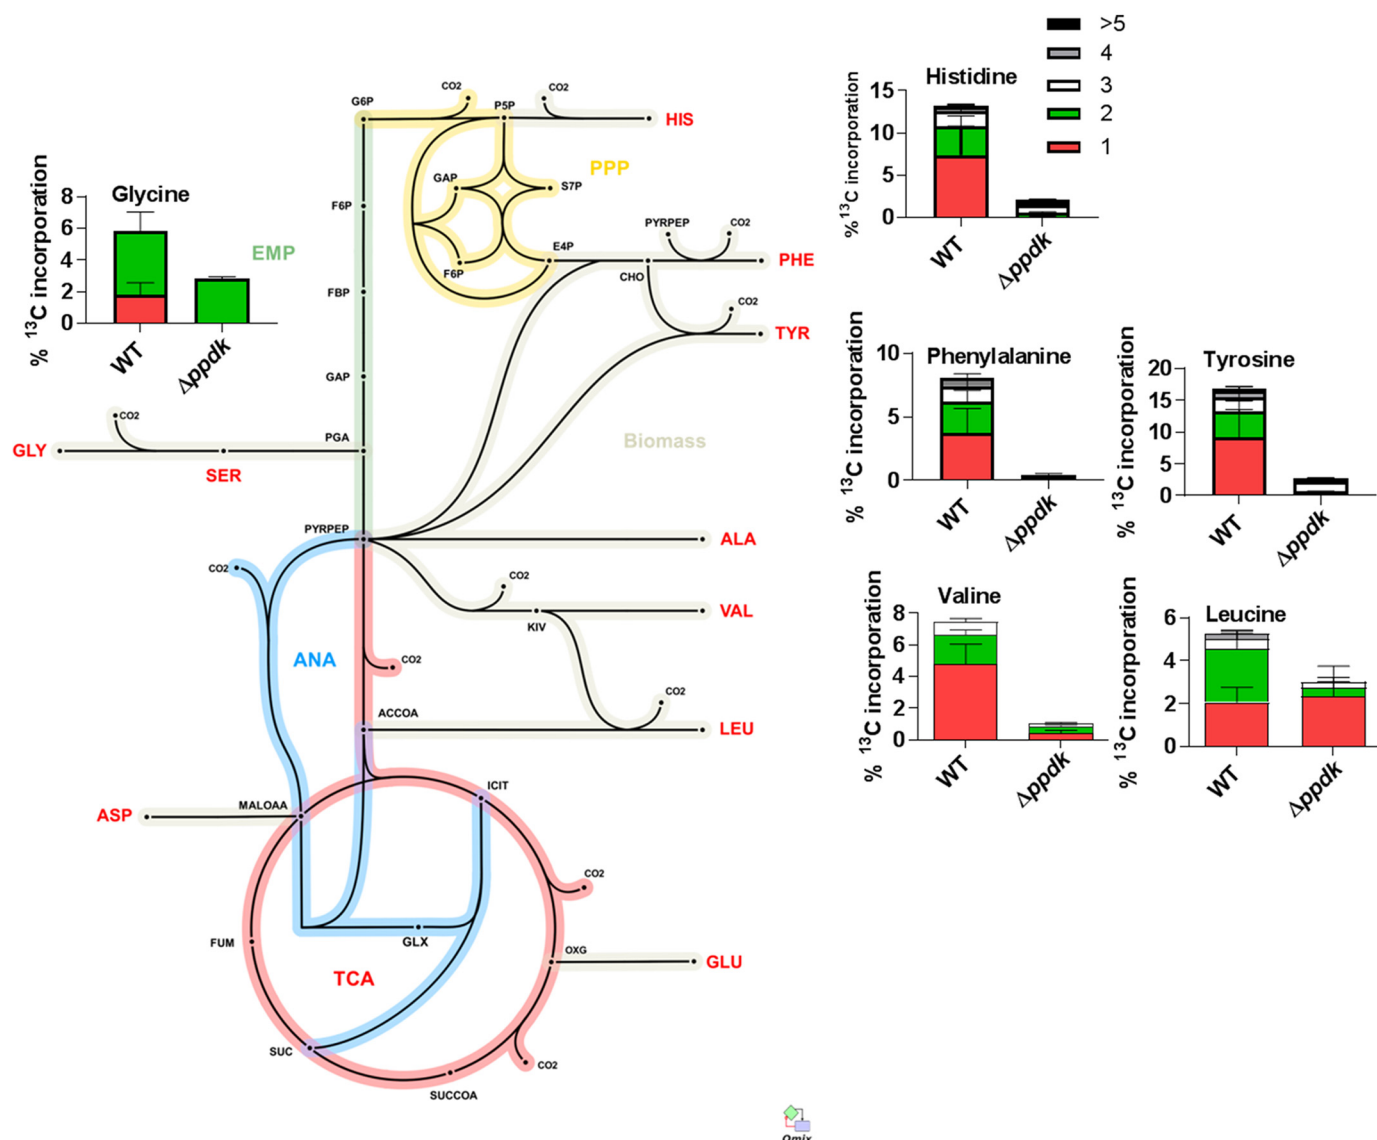 >5
4
3
2
1
Histidine
% ¹³C incorporation
15
10
5
0
WT
Δppdk
Glycine
% ¹³C incorporation
8
6
4
2
0
WT
Δppdk
EMP
G6P
CO2
P5P
CO2
HIS
PPP
GAP
S7P
F6P
F6P
E4P
PYRPEP
CO2
CHO
PHE
FBP
CO2
TYR
GAP
PGA
CO2
GLY
SER
Biomass
PYRPEP
ALA
CO2
CO2
KIV
VAL
ANA
CO2
CO2
ACCOA
LEU
ICIT
MALOAA
ASP
CO2
FUM
GLX
OXG
GLU
TCA
SUC
CO2
SUCCOA
Phenylalanine
% ¹³C incorporation
10
5
0
WT
Δppdk
Tyrosine
% ¹³C incorporation
20
15
10
5
0
WT
Δppdk
Valine
% ¹³C incorporation
8
6
4
2
0
WT
Δppdk
Leucine
% ¹³C incorporation
6
4
2
0
WT
Δppdk
Omix